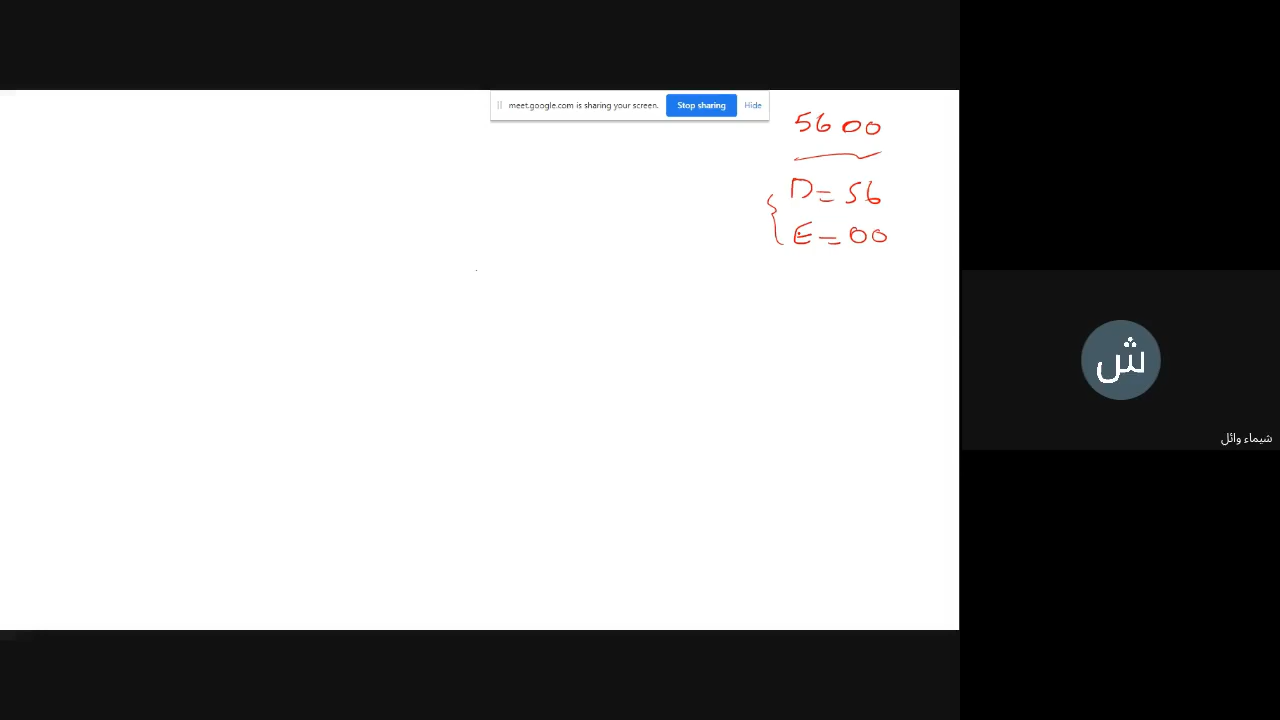 meet.google.com is sharing your screen. Stop sharing Hide
5600
D=56
E=00
ش
شيماء وائل